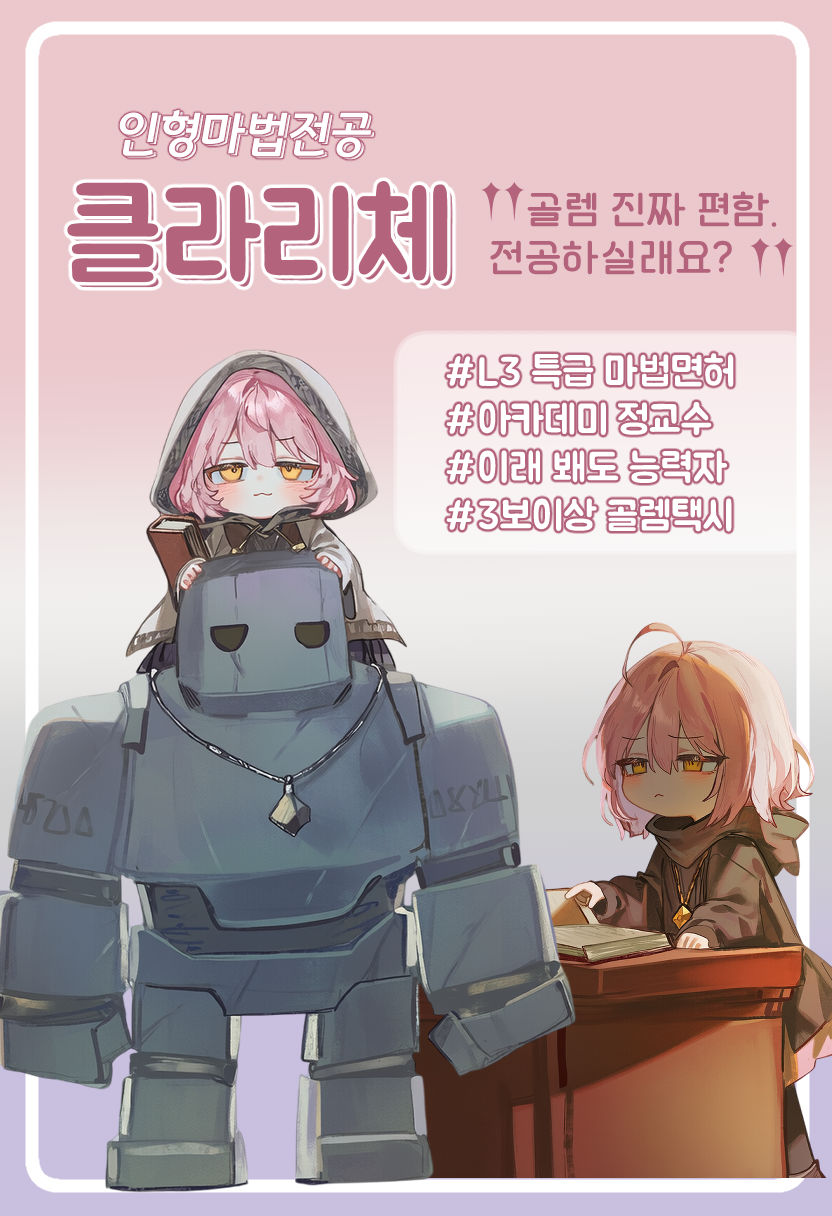 인형마법전공
클라리체
"골렘 진짜 편함.
전공하실래요?"
#L3 특급 마법면허
#아카데미 정교수
#이래 봬도 능력자
#3보이상 골렘택시